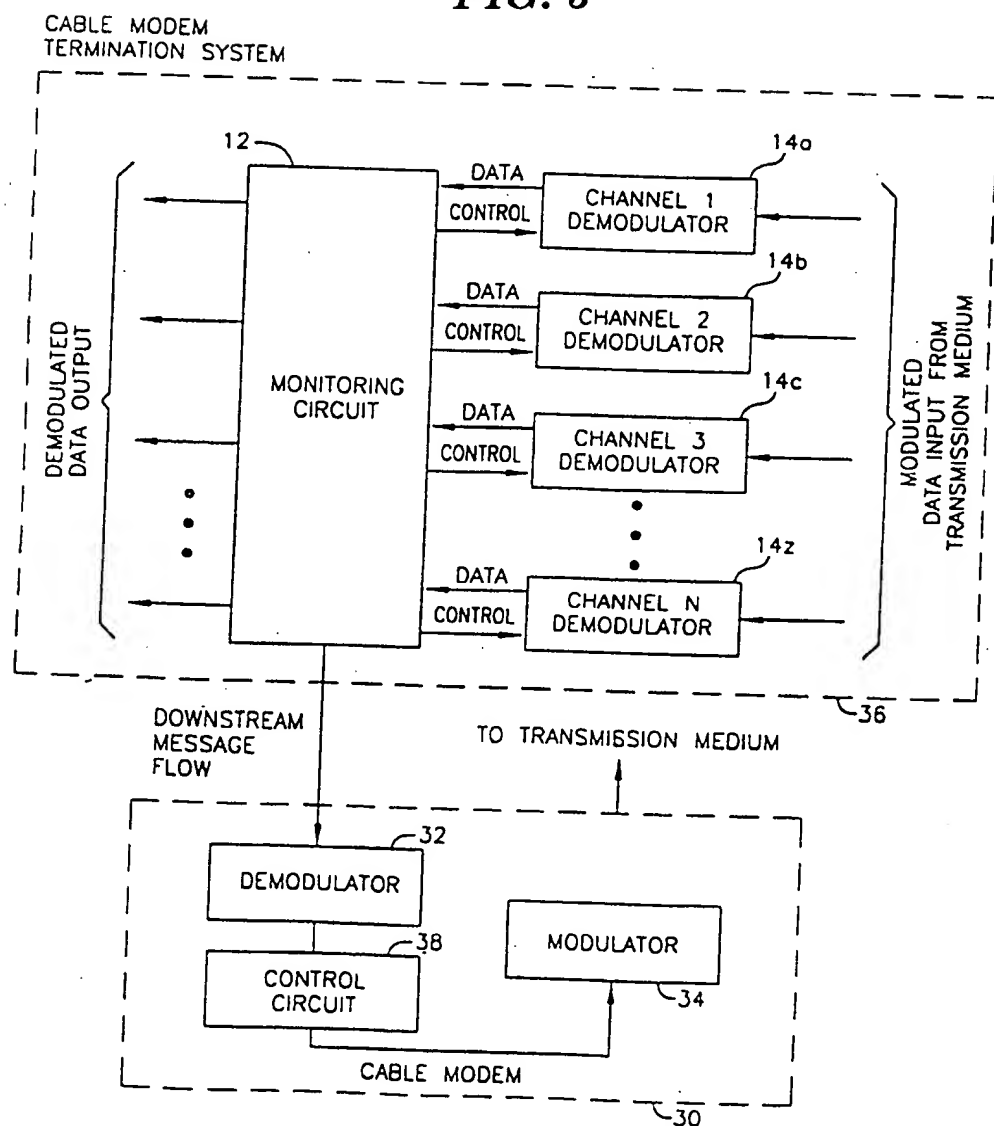 CABLE MODEM
TERMINATION SYSTEM
12
14a
DATA
CHANNEL 1
DEMODULATOR
CONTROL
14b
DATA
CHANNEL 2
DEMODULATOR
CONTROL
MONITORING
CIRCUIT
14c
DATA
CHANNEL 3
DEMODULATOR
CONTROL
14z
DATA
CHANNEL N
DEMODULATOR
CONTROL
DEMODULATED
DATA OUTPUT
MODULATED
DATA INPUT FROM
TRANSMISSION MEDIUM
36
DOWNSTREAM
MESSAGE
FLOW
TO TRANSMISSION MEDIUM
32
DEMODULATOR
38
CONTROL
CIRCUIT
MODULATOR
34
CABLE MODEM
30